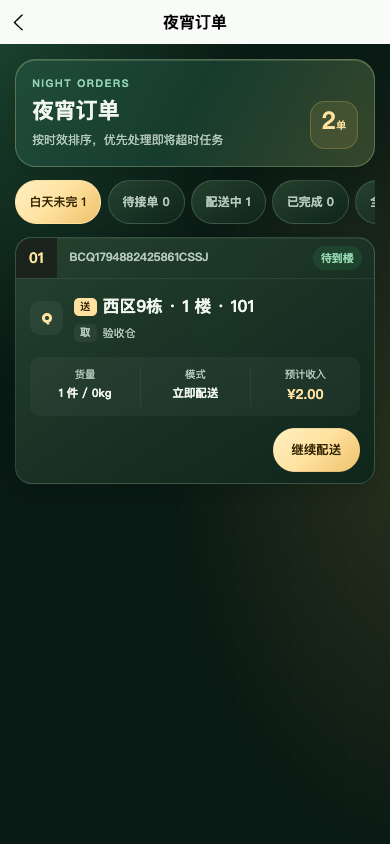 夜宵订单
NIGHT ORDERS
夜宵订单
按时效排序，优先处理即将超时任务
2单
白天未完 1 待接单 0 配送中 1 已完成 0
01 BCQ1794882425861CSSJ 待到楼
送 西区9栋 · 1 楼 · 101
取 验收仓
货量 模式 预计收入
1 件 / 0kg 立即配送 ¥2.00
继续配送